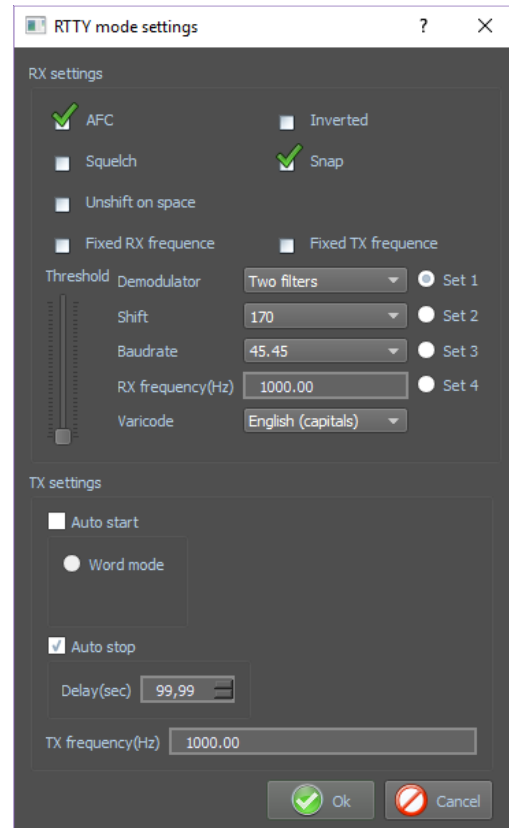 RTTY mode settings ?
RX settings
AFC Inverted
Squelch Snap
Unshift on space
Fixed RX frequence Fixed TX frequence
Threshold Demodulator Two filters Set 1
Shift 170 Set 2
Baudrate 45.45 Set 3
RX frequency(Hz) 1000.00 Set 4
Varicode English (capitals)
TX settings
Auto start
Word mode
Auto stop
Delay(sec) 99,99
TX frequency(Hz) 1000.00
Ok Cancel